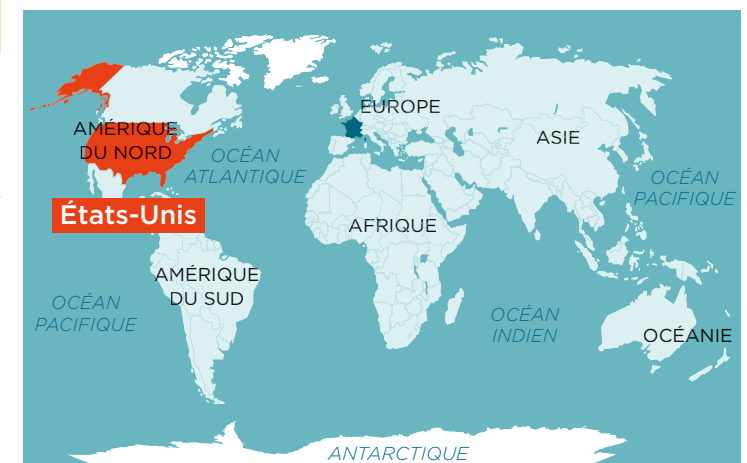 EUROPE
AMÉRIQUE
DU NORD
ASIE
OCÉAN
ATLANTIQUE
OCÉAN
PACIFIQUE
États-Unis
AFRIQUE
AMÉRIQUE
DU SUD
OCÉAN
PACIFIQUE
OCÉAN
INDIEN
OCÉANIE
ANTARCTIQUE